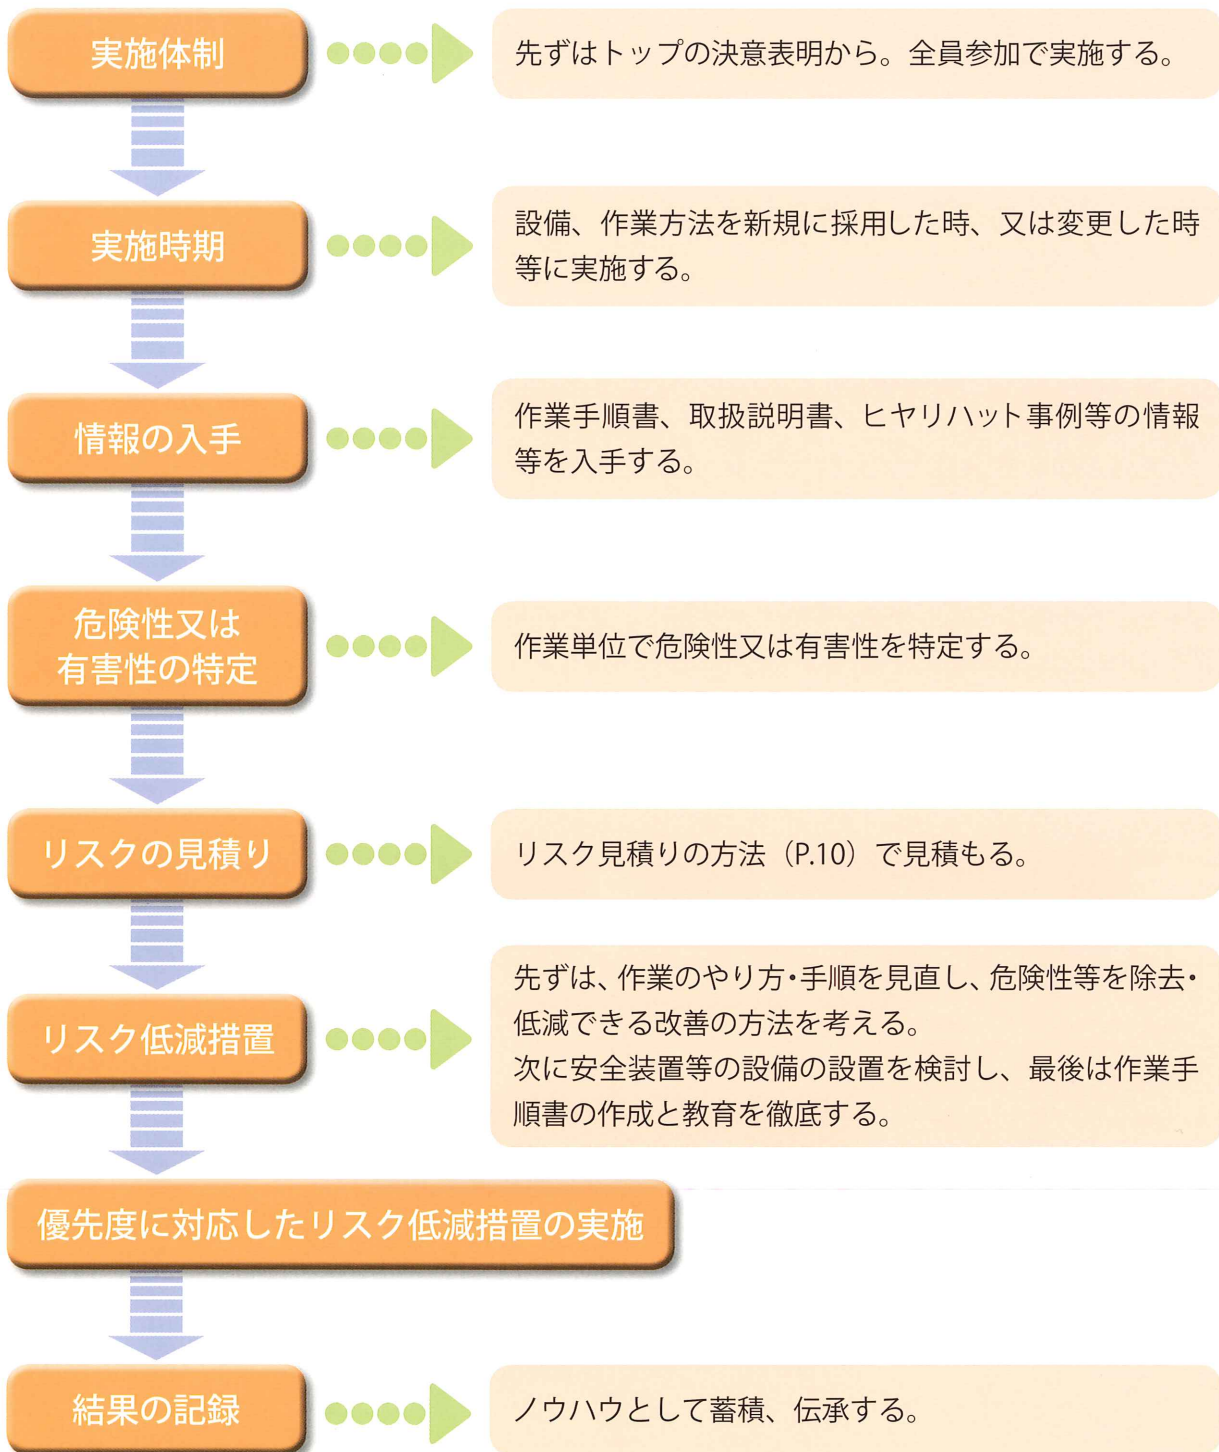 実施体制
先ずはトップの決意表明から。全員参加で実施する。
実施時期
設備、作業方法を新規に採用した時、又は変更した時
等に実施する。
情報の入手
作業手順書、取扱説明書、ヒヤリハット事例等の情報
等を入手する。
危険性又は
有害性の特定
作業単位で危険性又は有害性を特定する。
リスクの見積り
リスク見積りの方法（P.10）で見積もる。
リスク低減措置
先ずは、作業のやり方・手順を見直し、危険性等を除去・
低減できる改善の方法を考える。
次に安全装置等の設備の設置を検討し、最後は作業手
順書の作成と教育を徹底する。
優先度に対応したリスク低減措置の実施
結果の記録
ノウハウとして蓄積、伝承する。